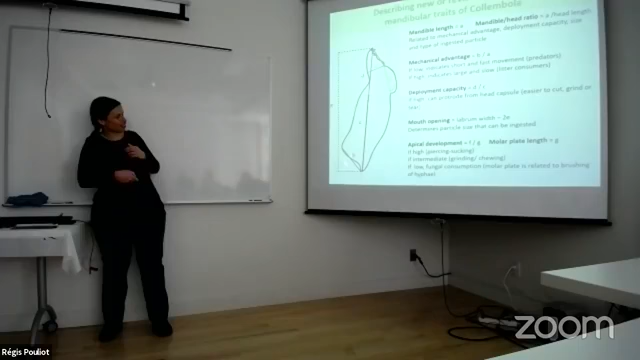 Describing new or
mandibular traits of Collembole
Mandible length = a Mandible/head ratio = a /head length
Related to mechanical advantage, deployment capacity, size
and type of ingested particle
Mechanical advantage = b / a
If low, indicates short and fast movement (predators)
If high, indicates large and slow (litter consumers)
Deployment capacity = d / c
If high, can protrude from head capsule (easier to cut, grind or
Mouth opening = labrum width – 2e
Determines particle size that can be ingested
Apical development = f / g Molar plate length = g
If high (piercing-sucking)
If intermediate (grinding/ chewing)
If low, fungal consumption (molar plate is related to brushing
of hyphae)
zoom
Régis Pouliot